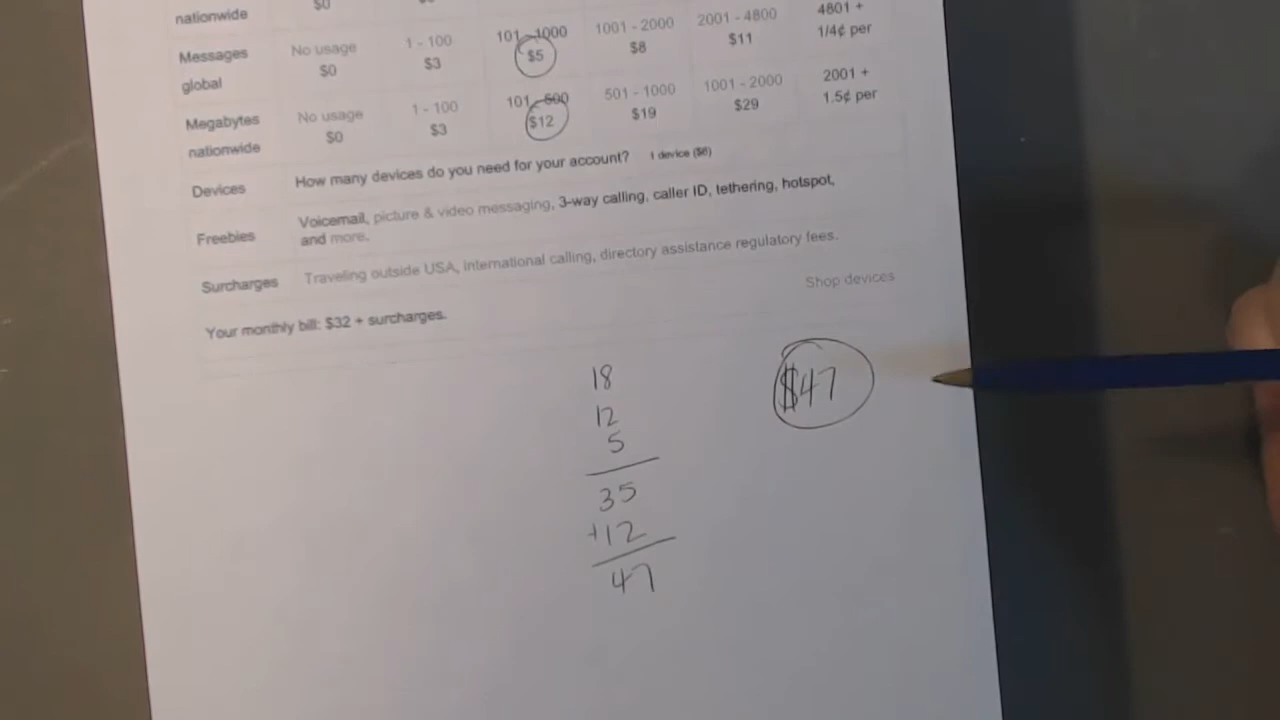 nationwide $0
Messages global No usage $0 1 - 100 $3 101 - 1000 $5 1001 - 2000 $8 2001 - 4800 $11 4801 + 1/4¢ per
Megabytes nationwide No usage $0 1 - 100 $3 101 - 500 $12 501 - 1000 $19 1001 - 2000 $29 2001 + 1.5¢ per
Devices How many devices do you need for your account? 1 device ($6)
Freebies Voicemail, picture & video messaging, 3-way calling, caller ID, tethering, hotspot,
and more.
Surcharges Traveling outside USA, international calling, directory assistance regulatory fees.
Shop devices
Your monthly bill: $32 + surcharges.
18
12
5
35
+12
47
$47